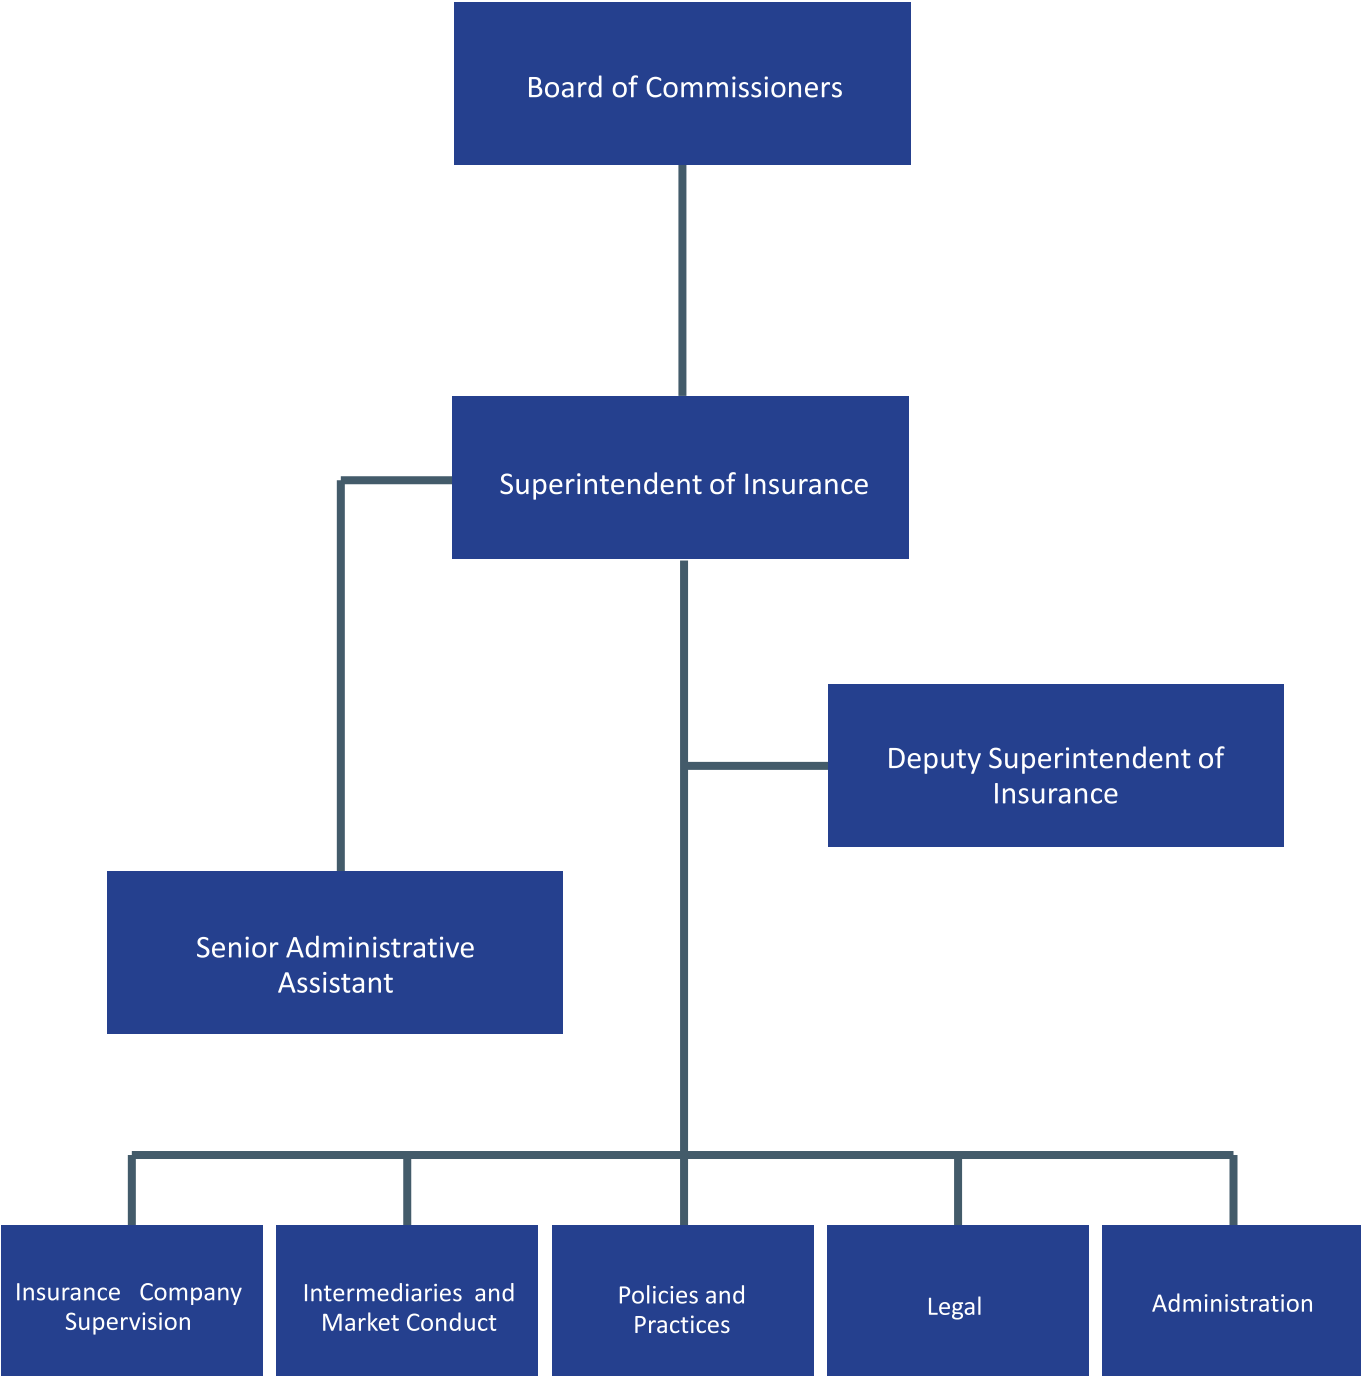 Board of Commissioners
Superintendent of Insurance
Deputy Superintendent of
Insurance
Senior Administrative
Assistant
Insurance Company
Supervision
Intermediaries and
Market Conduct
Policies and
Practices
Legal
Administration